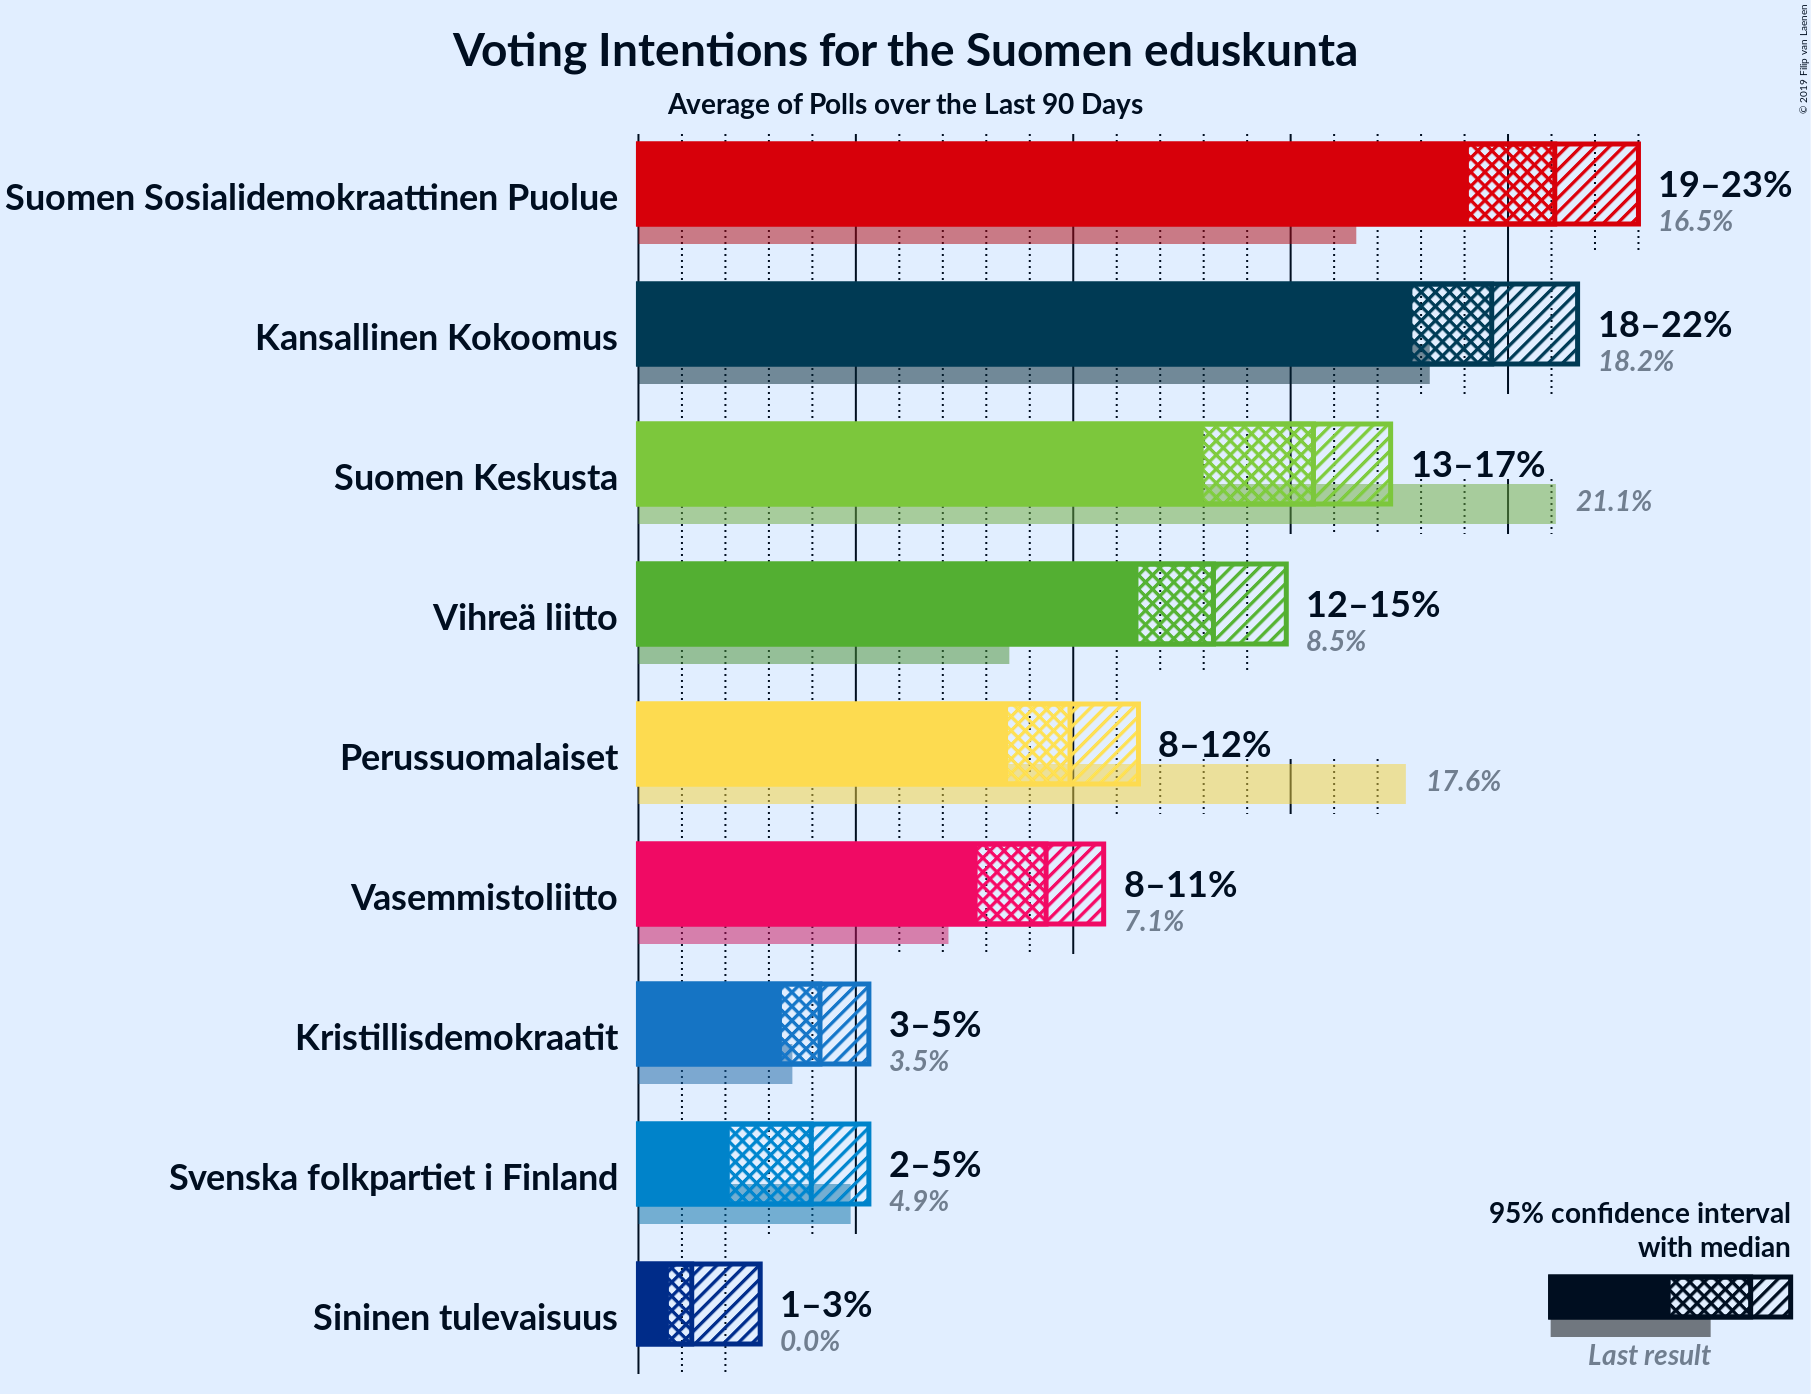 Voting Intentions for the Suomen eduskunta
Average of Polls over the Last 90 Days
© 2019 Filip van Laenen
Suomen Sosialidemokraattinen Puolue
19–23%
16.5%
Kansallinen Kokoomus
18–22%
18.2%
Suomen Keskusta
13–17%
21.1%
Vihreä liitto
12–15%
8.5%
Perussuomalaiset
8–12%
17.6%
Vasemmistoliitto
8–11%
7.1%
Kristillisdemokraatit
3–5%
3.5%
Svenska folkpartiet i Finland
2–5%
4.9%
Sininen tulevaisuus
1–3%
0.0%
95% confidence interval
with median
Last result